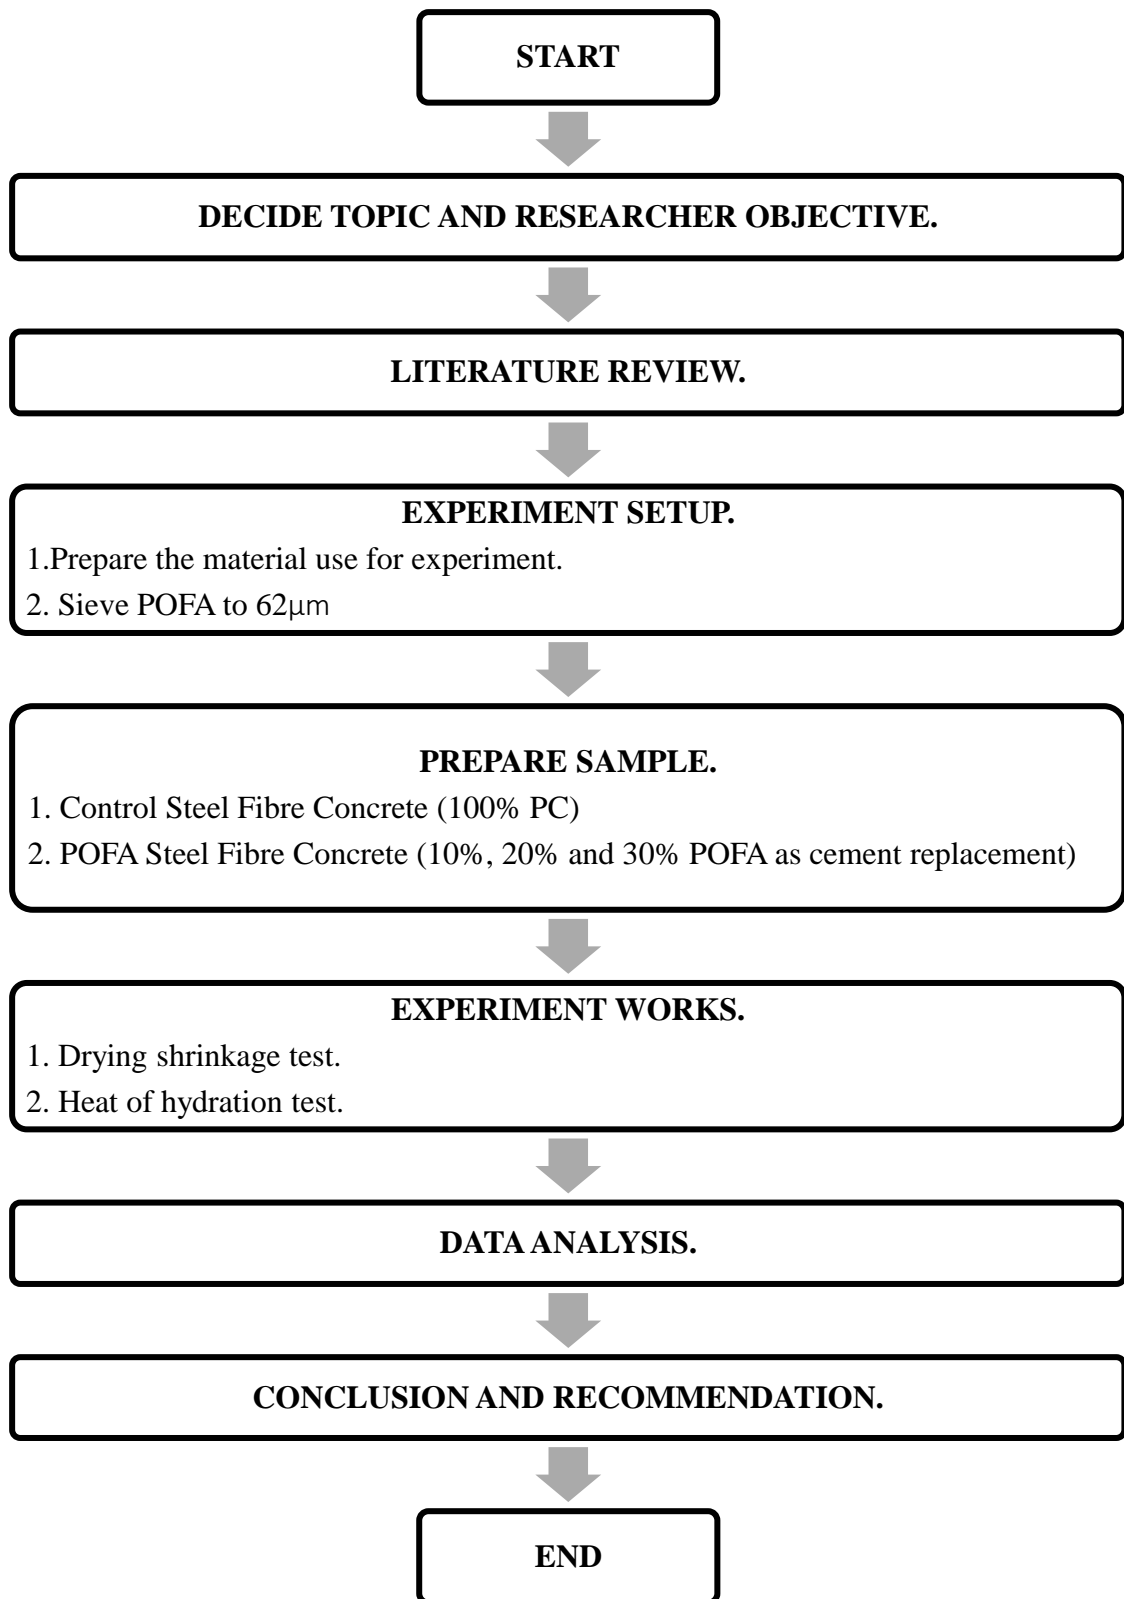 START
DECIDE TOPIC AND RESEARCHER OBJECTIVE.
LITERATURE REVIEW.
EXPERIMENT SETUP.
1.Prepare the material use for experiment.
2. Sieve POFA to 62μm
PREPARE SAMPLE.
1. Control Steel Fibre Concrete (100% PC)
2. POFA Steel Fibre Concrete (10%, 20% and 30% POFA as cement replacement)
EXPERIMENT WORKS.
1. Drying shrinkage test.
2. Heat of hydration test.
DATA ANALYSIS.
CONCLUSION AND RECOMMENDATION.
END